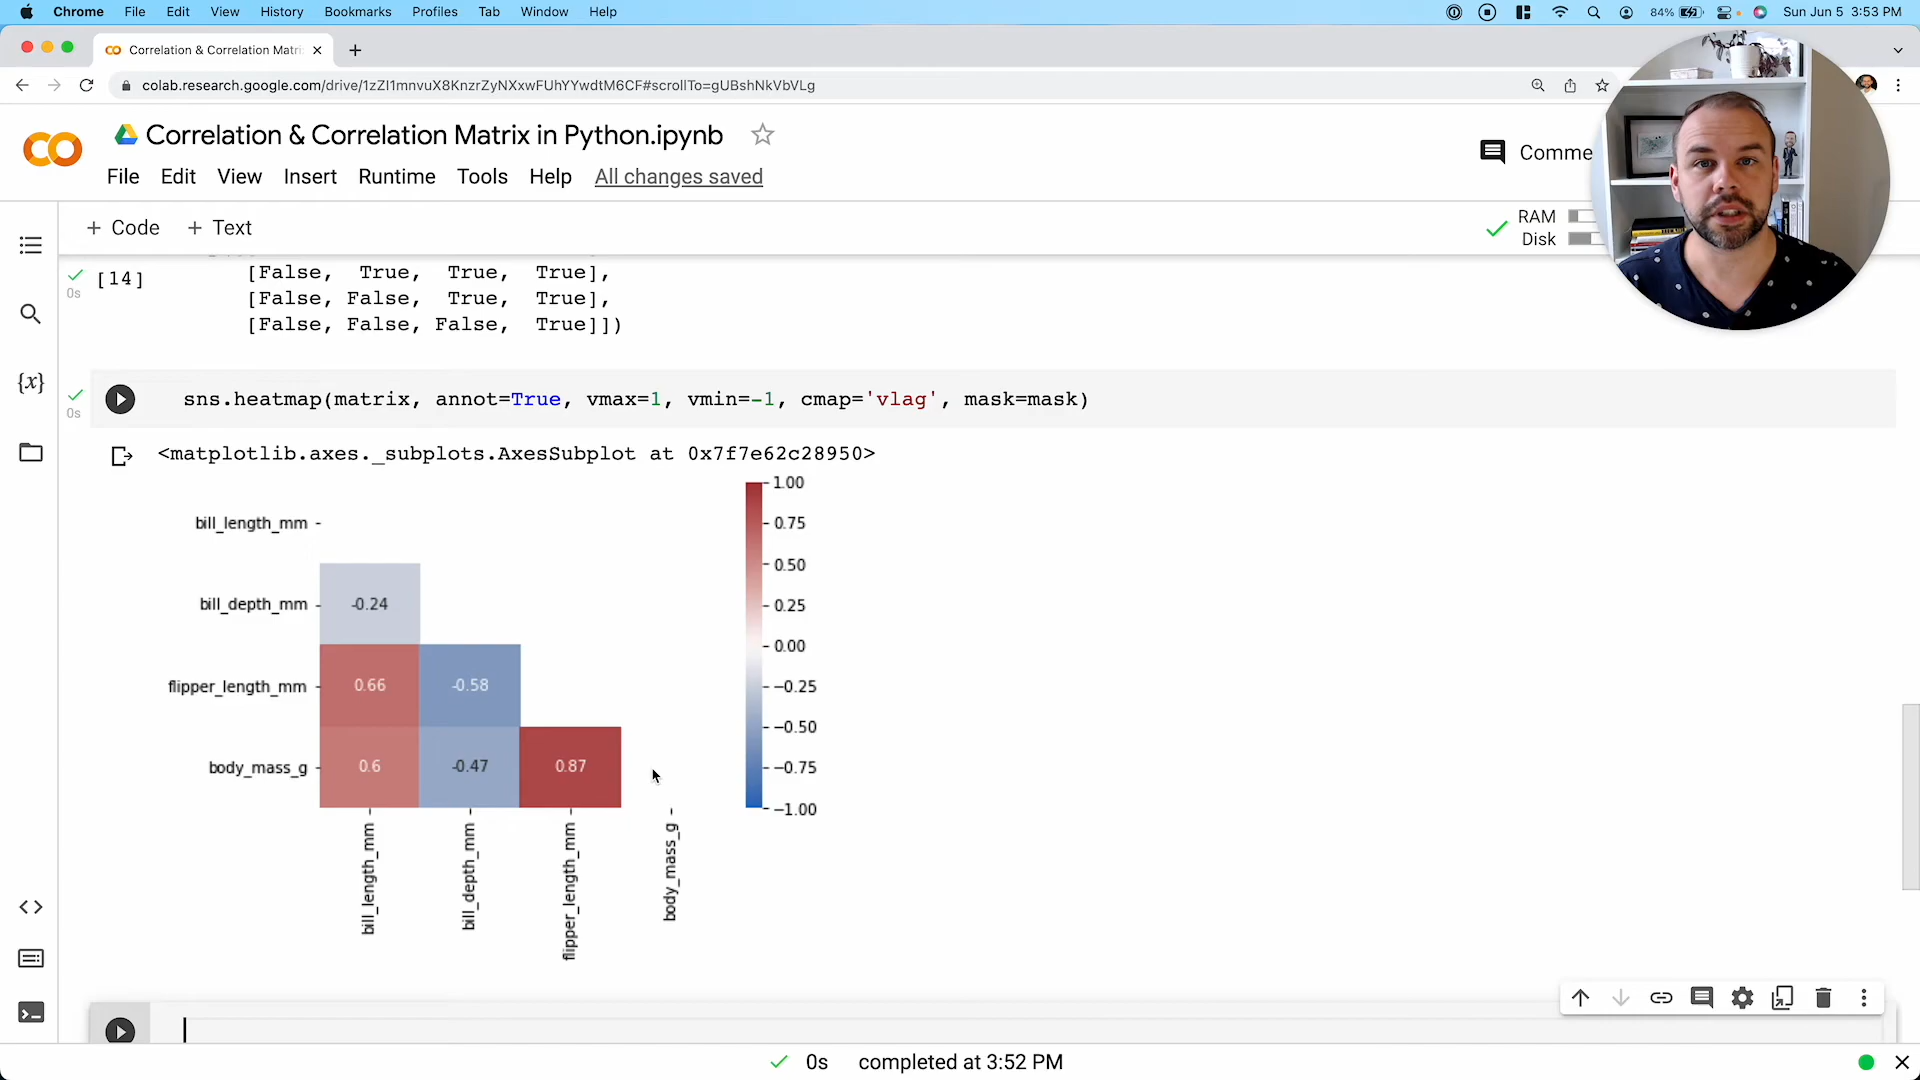 Chrome File Edit View History Bookmarks Profiles Tab Window Help 84% Sun Jun 5 3:53 PM
Correlation & Correlation Matri
colab.research.google.com/drive/1zZI1mnvuX8KnzrZyNXxwFUhYYwdtM6CF#scrollTo=gUBshNkVbVLg
Correlation & Correlation Matrix in Python.ipynb
Comme
File Edit View Insert Runtime Tools Help All changes saved
+ Code + Text
RAM
Disk
[14]
0s
[False, True, True, True],
[False, False, True, True],
[False, False, False, True]])
0s
sns.heatmap(matrix, annot=True, vmax=1, vmin=-1, cmap='vlag', mask=mask)
<matplotlib.axes._subplots.AxesSubplot at 0x7f7e62c28950>
bill_length_mm
bill_depth_mm -0.24
flipper_length_mm 0.66 -0.58
body_mass_g 0.6 -0.47 0.87
bill_length_mm
bill_depth_mm
flipper_length_mm
body_mass_g
1.00
0.75
0.50
0.25
0.00
−0.25
−0.50
−0.75
−1.00
{x}
0s completed at 3:52 PM